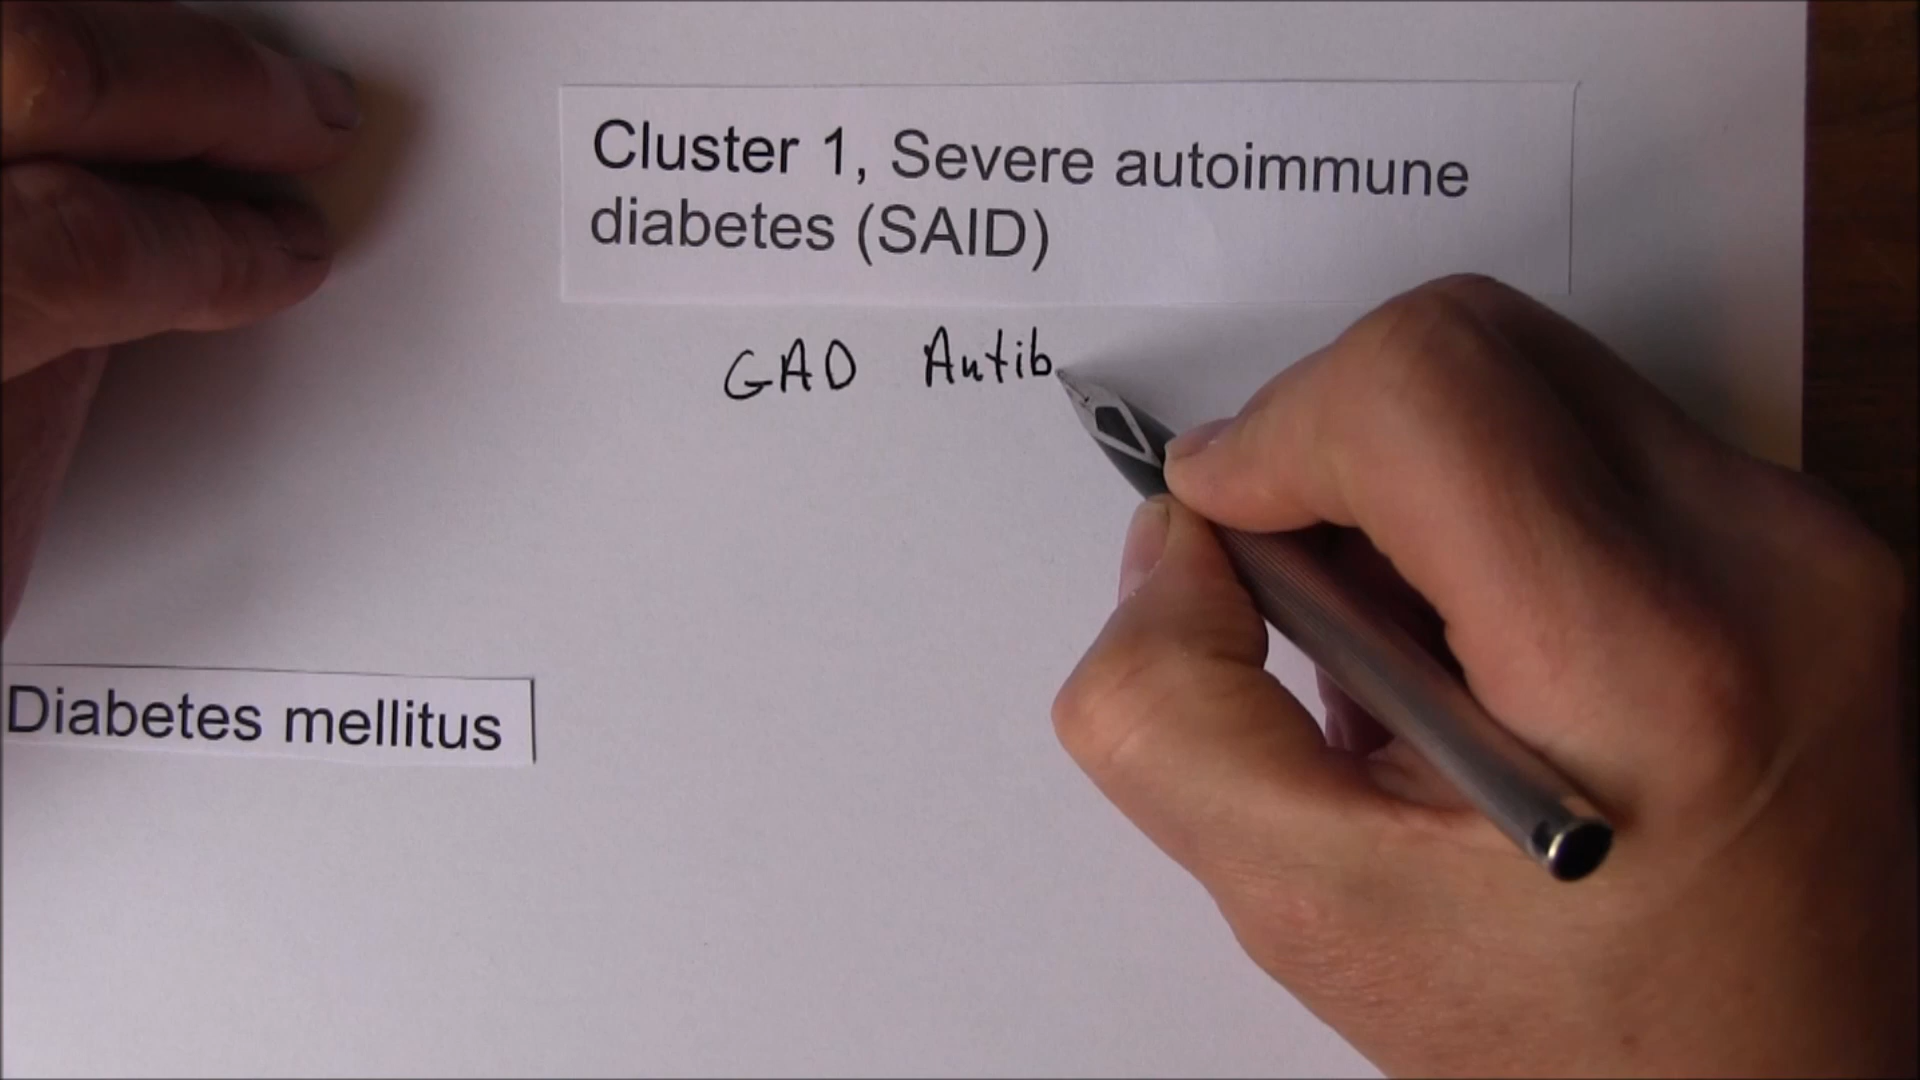 Cluster 1, Severe autoimmune
diabetes (SAID)
GAD Antib
Diabetes mellitus